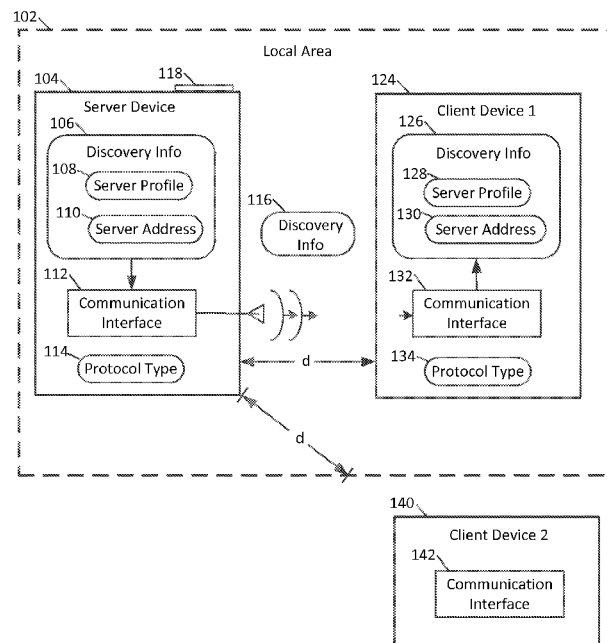 102
Local Area
104
118
Server Device
106
Discovery Info
108
Server Profile
110
Server Address
112
Communication
Interface
114
Protocol Type
116
Discovery
Info
d
d
124
Client Device 1
126
Discovery Info
128
Server Profile
130
Server Address
132
Communication
Interface
134
Protocol Type
140
Client Device 2
142
Communication
Interface